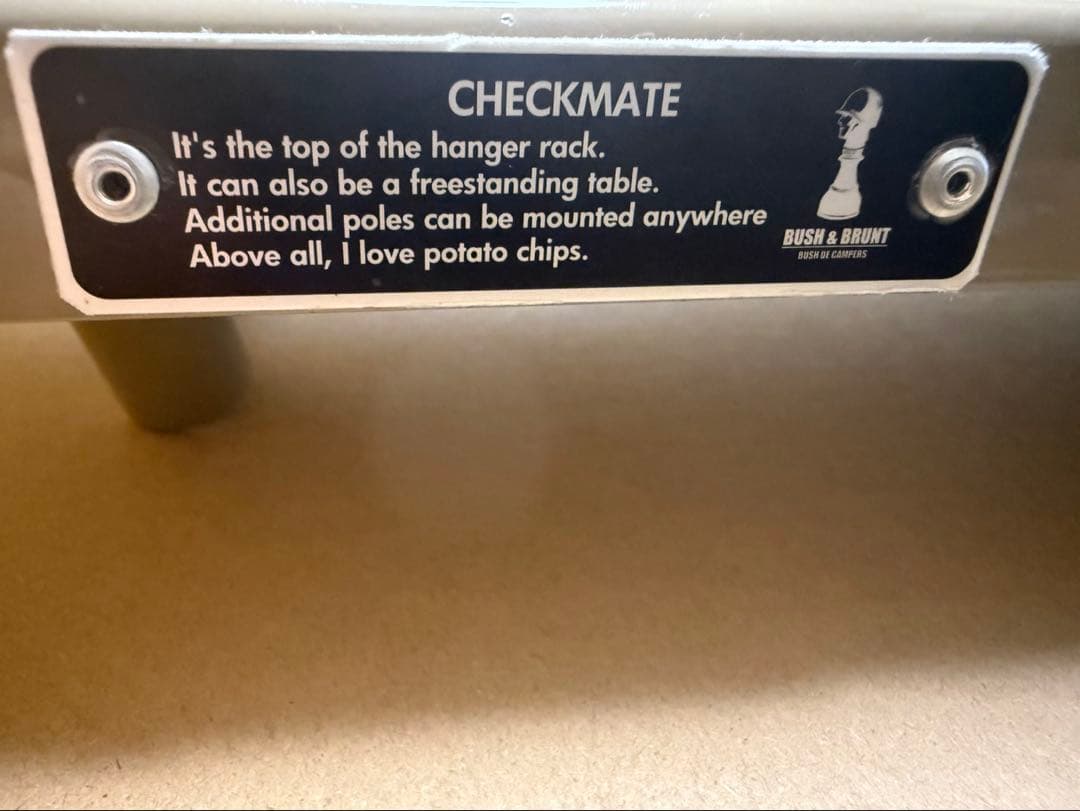 CHECKMATE
It's the top of the hanger rack.
It can also be a freestanding table.
Additional poles can be mounted anywhere
Above all, I love potato chips.
BUSH & BRUNT
BUSH DE CAMPERS